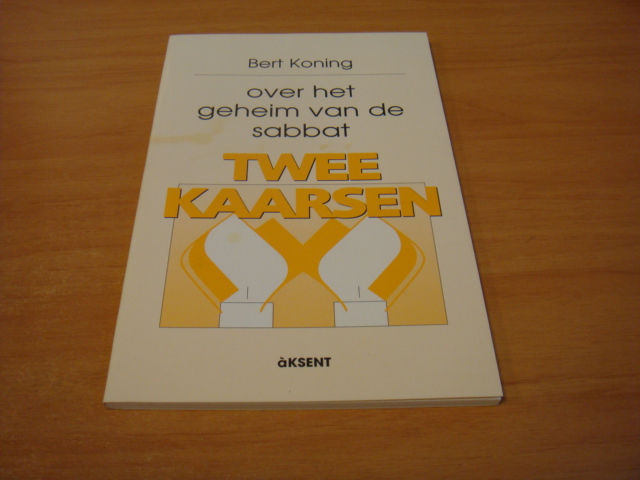 Bert Koning
over het
geheim van de
sabbat
TWEE
KAARSEN
àKSENT